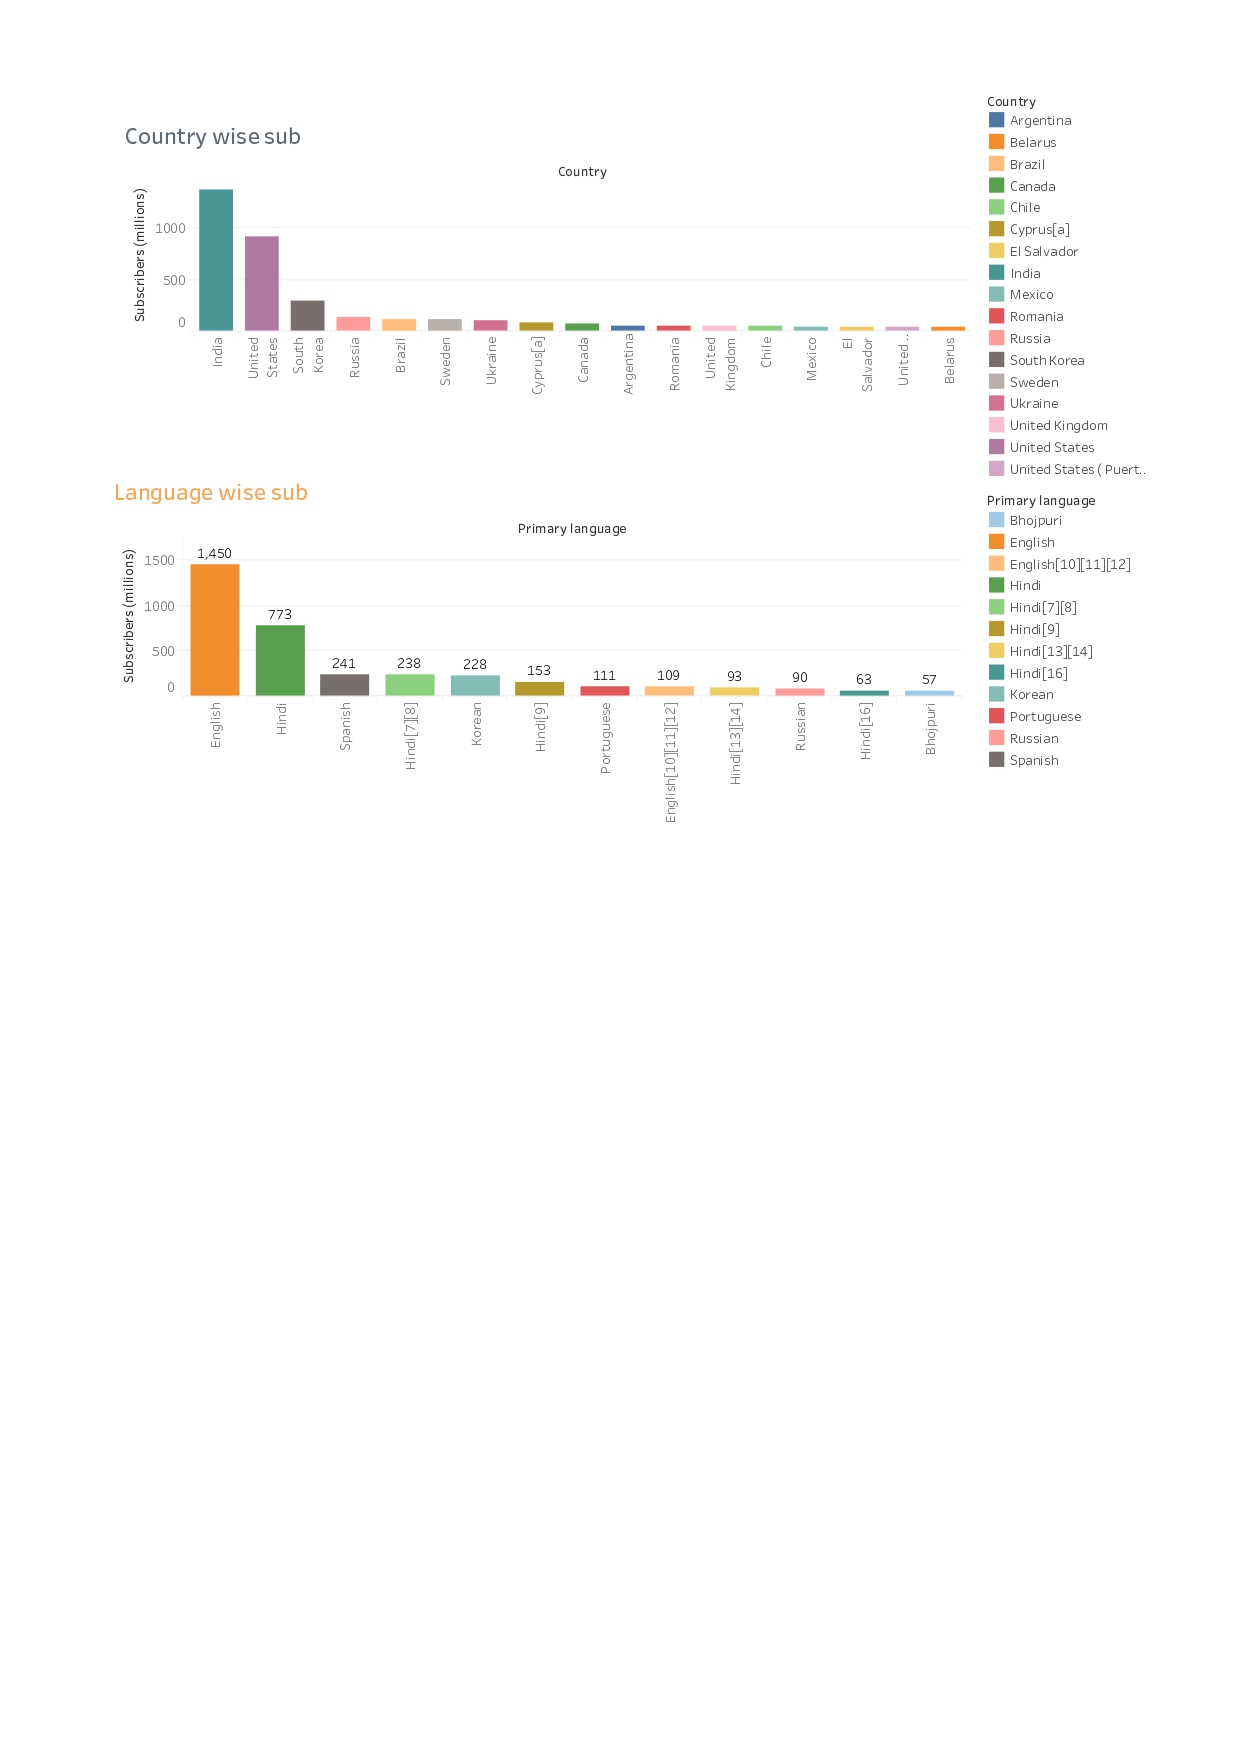 Country wise sub
Country
Subscribers (millions)
1000
500
0
India
United States
South Korea
Russia
Brazil
Sweden
Ukraine
Cyprus[a]
Canada
Argentina
Romania
United Kingdom
Chile
Mexico
El Salvador
United..
Belarus
Country
Argentina
Belarus
Brazil
Canada
Chile
Cyprus[a]
El Salvador
India
Mexico
Romania
Russia
South Korea
Sweden
Ukraine
United Kingdom
United States
United States ( Puert..
Language wise sub
Primary language
Subscribers (millions)
1500
1000
500
0
1,450
773
241
238
228
153
111
109
93
90
63
57
English
Hindi
Spanish
Hindi[7][8]
Korean
Hindi[9]
Portuguese
English[10][11][12]
Hindi[13][14]
Russian
Hindi[16]
Bhojpuri
Primary language
Bhojpuri
English
English[10][11][12]
Hindi
Hindi[7][8]
Hindi[9]
Hindi[13][14]
Hindi[16]
Korean
Portuguese
Russian
Spanish